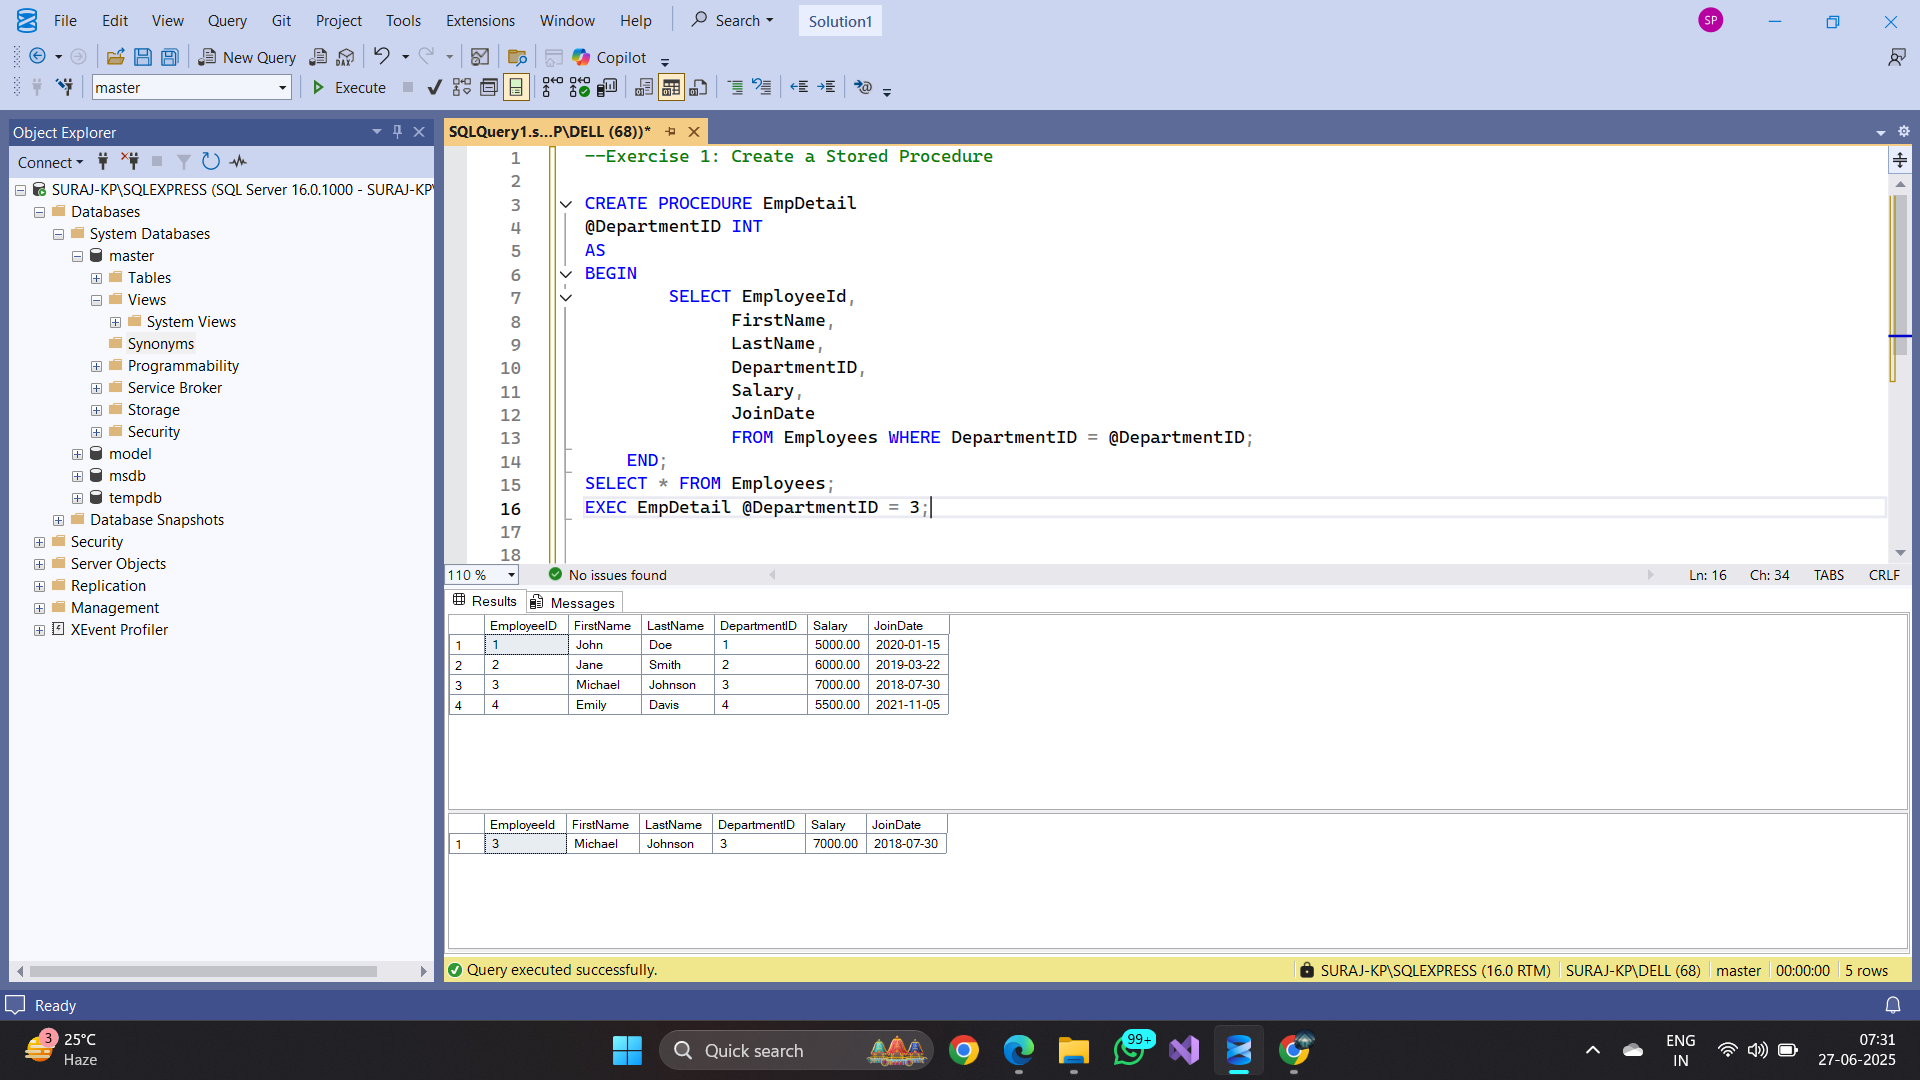 File Edit View Query Git Project Tools Extensions Window Help Search Solution1 SP
New Query DAX Copilot
master Execute
Object Explorer
Connect
SURAJ-KP\SQLEXPRESS (SQL Server 16.0.1000 - SURAJ-KP\
Databases
System Databases
master
Tables
Views
System Views
Synonyms
Programmability
Service Broker
Storage
Security
model
msdb
tempdb
Database Snapshots
Security
Server Objects
Replication
Management
XEvent Profiler
SQLQuery1.s...P\DELL (68))*
1 --Exercise 1: Create a Stored Procedure
2
3 CREATE PROCEDURE EmpDetail
4 @DepartmentID INT
5 AS
6 BEGIN
7 SELECT EmployeeId,
8 FirstName,
9 LastName,
10 DepartmentID,
11 Salary,
12 JoinDate
13 FROM Employees WHERE DepartmentID = @DepartmentID;
14 END;
15 SELECT * FROM Employees;
16 EXEC EmpDetail @DepartmentID = 3;
17
18
110 % No issues found Ln: 16 Ch: 34 TABS CRLF
Results Messages
EmployeeID FirstName LastName DepartmentID Salary JoinDate
1 1 John Doe 1 5000.00 2020-01-15
2 2 Jane Smith 2 6000.00 2019-03-22
3 3 Michael Johnson 3 7000.00 2018-07-30
4 4 Emily Davis 4 5500.00 2021-11-05
EmployeeId FirstName LastName DepartmentID Salary JoinDate
1 3 Michael Johnson 3 7000.00 2018-07-30
Query executed successfully. SURAJ-KP\SQLEXPRESS (16.0 RTM) SURAJ-KP\DELL (68) master 00:00:00 5 rows
Ready
3 25°C
Haze
Quick search
99+
ENG
IN
07:31
27-06-2025